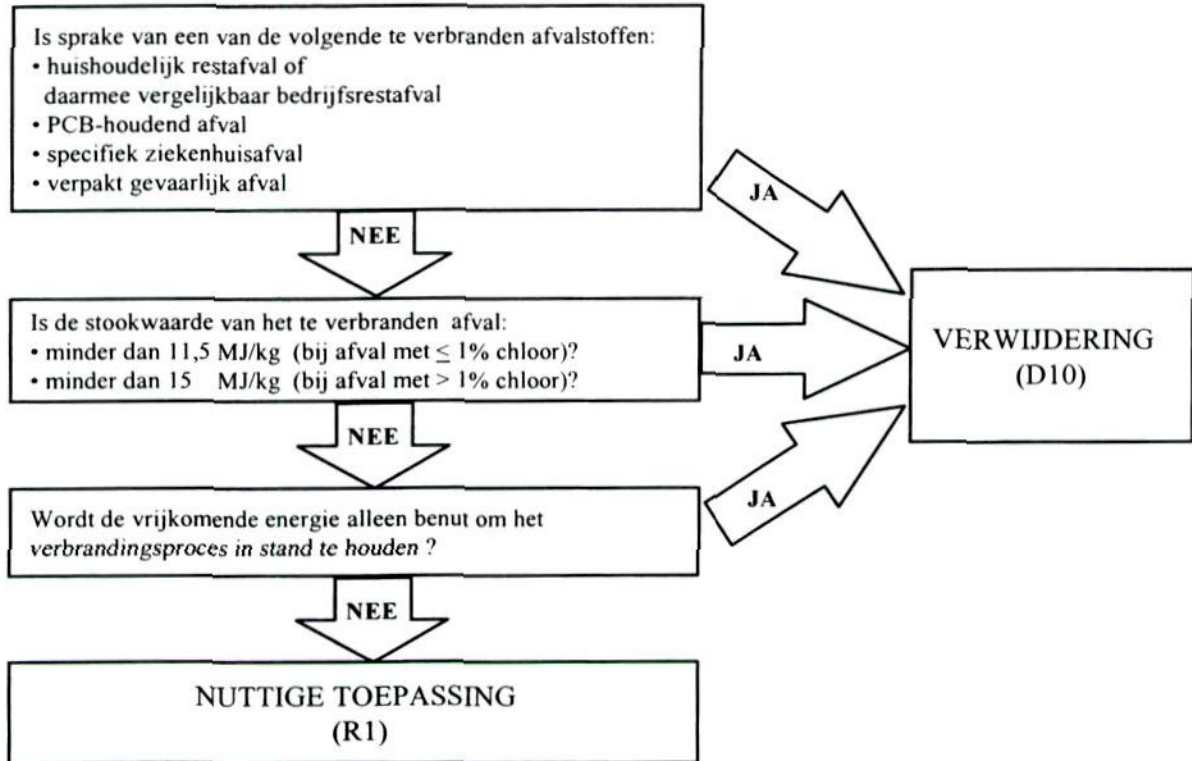 Is sprake van een van de volgende te verbranden afvalstoffen:
• huishoudelijk restafval of
daarmee vergelijkbaar bedrijfsrestafval
• PCB-houdend afval
• specifiek ziekenhuisafval
• verpakt gevaarlijk afval
JA
NEE
Is de stookwaarde van het te verbranden afval:
• minder dan 11,5 MJ/kg (bij afval met ≤ 1% chloor)?
• minder dan 15 MJ/kg (bij afval met > 1% chloor)?
JA
VERWIJDERING
(D10)
NEE
Wordt de vrijkomende energie alleen benut om het
verbrandingsproces in stand te houden ?
JA
NEE
NUTTIGE TOEPASSING
(R1)